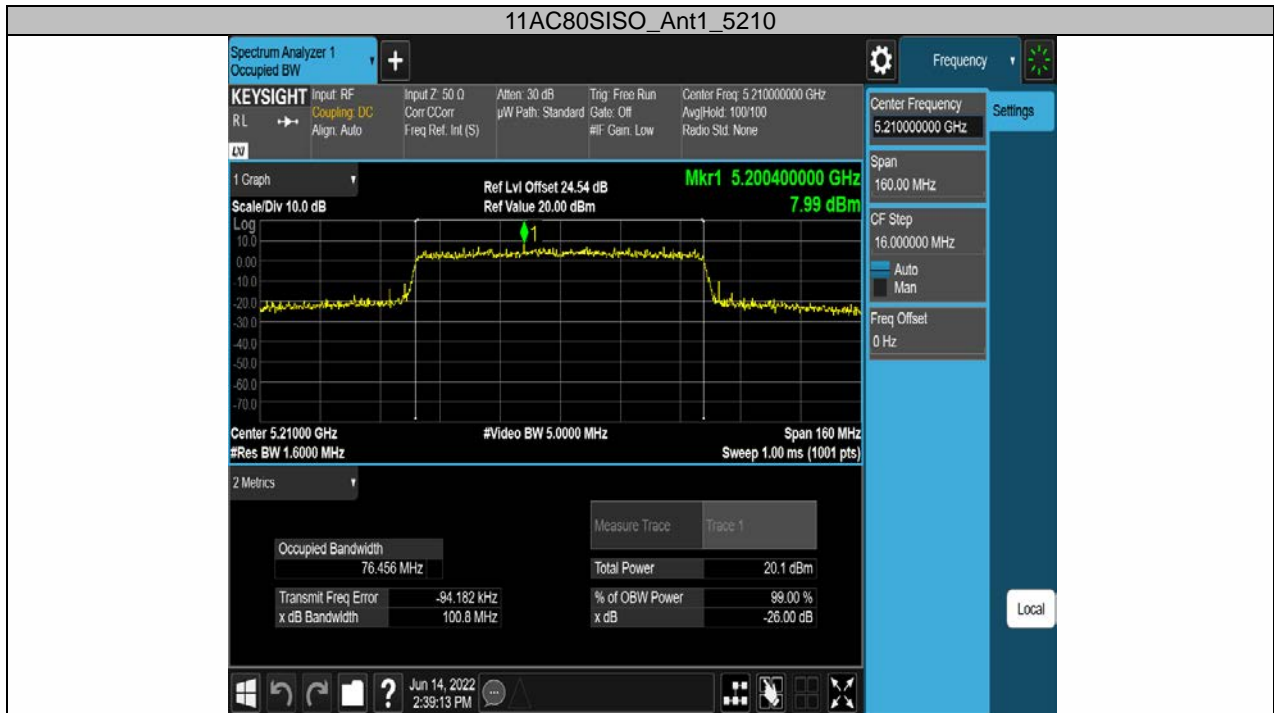 11AC80SISO_Ant1_5210
Spectrum Analyzer 1
Occupied BW
+
Frequency
KEYSIGHT
RL
LXI
Input: RF
Coupling: DC
Align: Auto
Input Z: 50 Ω
Corr CCorr
Freq Ref: Int (S)
Atten: 30 dB
µW Path: Standard
Trig: Free Run
Gate: Off
#IF Gain: Low
Center Freq: 5.210000000 GHz
Avg|Hold: 100/100
Radio Std: None
Center Frequency
5.210000000 GHz
Settings
Span
160.00 MHz
CF Step
16.000000 MHz
Auto
Man
Freq Offset
0 Hz
Local
1 Graph
Ref Lvl Offset 24.54 dB
Mkr1 5.200400000 GHz
Scale/Div 10.0 dB
Ref Value 20.00 dBm
7.99 dBm
Log
1
10.0
0.00
-10.0
-20.0
-30.0
-40.0
-50.0
-60.0
-70.0
Center 5.21000 GHz
#Video BW 5.0000 MHz
Span 160 MHz
#Res BW 1.6000 MHz
Sweep 1.00 ms (1001 pts)
2 Metrics
Measure Trace Trace 1
Occupied Bandwidth
76.456 MHz
Total Power 20.1 dBm
Transmit Freq Error -94.182 kHz
% of OBW Power 99.00 %
x dB Bandwidth 100.8 MHz
x dB -26.00 dB
?
Jun 14, 2022
2:39:13 PM